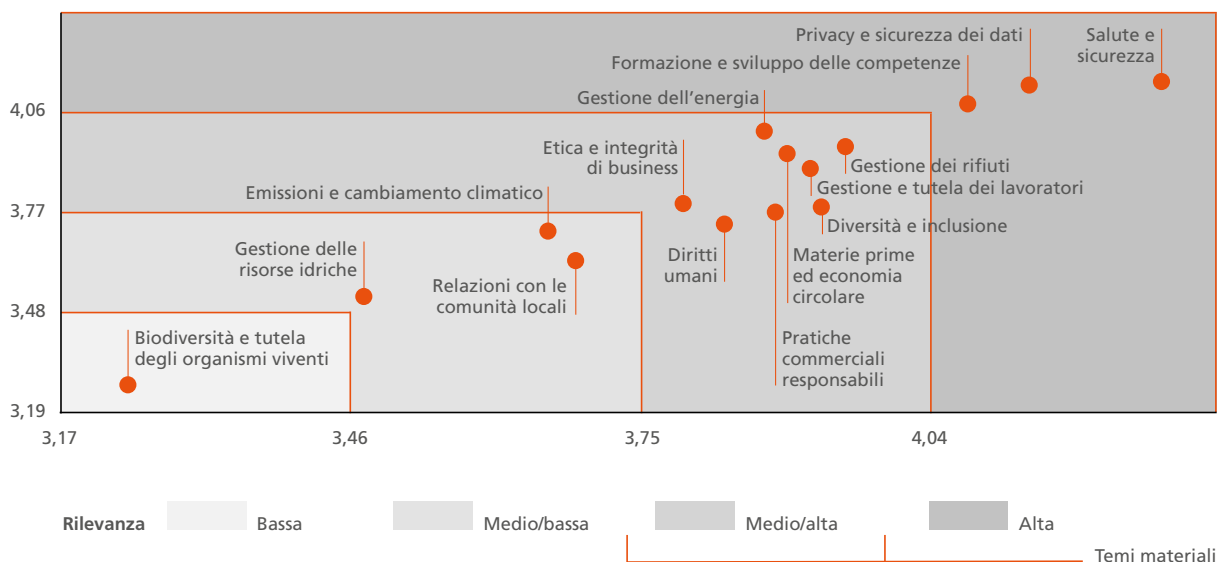 Privacy e sicurezza dei dati
Salute e
sicurezza
Formazione e sviluppo delle competenze
Gestione dell'energia
4,06
Etica e integrità
di business
Gestione dei rifiuti
Gestione e tutela dei lavoratori
Emissioni e cambiamento climatico
3,77
Diversità e inclusione
Gestione delle
risorse idriche
Diritti
umani
Materie prime
ed economia
circolare
Relazioni con le
comunità locali
3,48
Biodiversità e tutela
degli organismi viventi
Pratiche
commerciali
responsabili
3,19
3,17
3,46
3,75
4,04
Rilevanza
Bassa
Medio/bassa
Medio/alta
Alta
Temi materiali